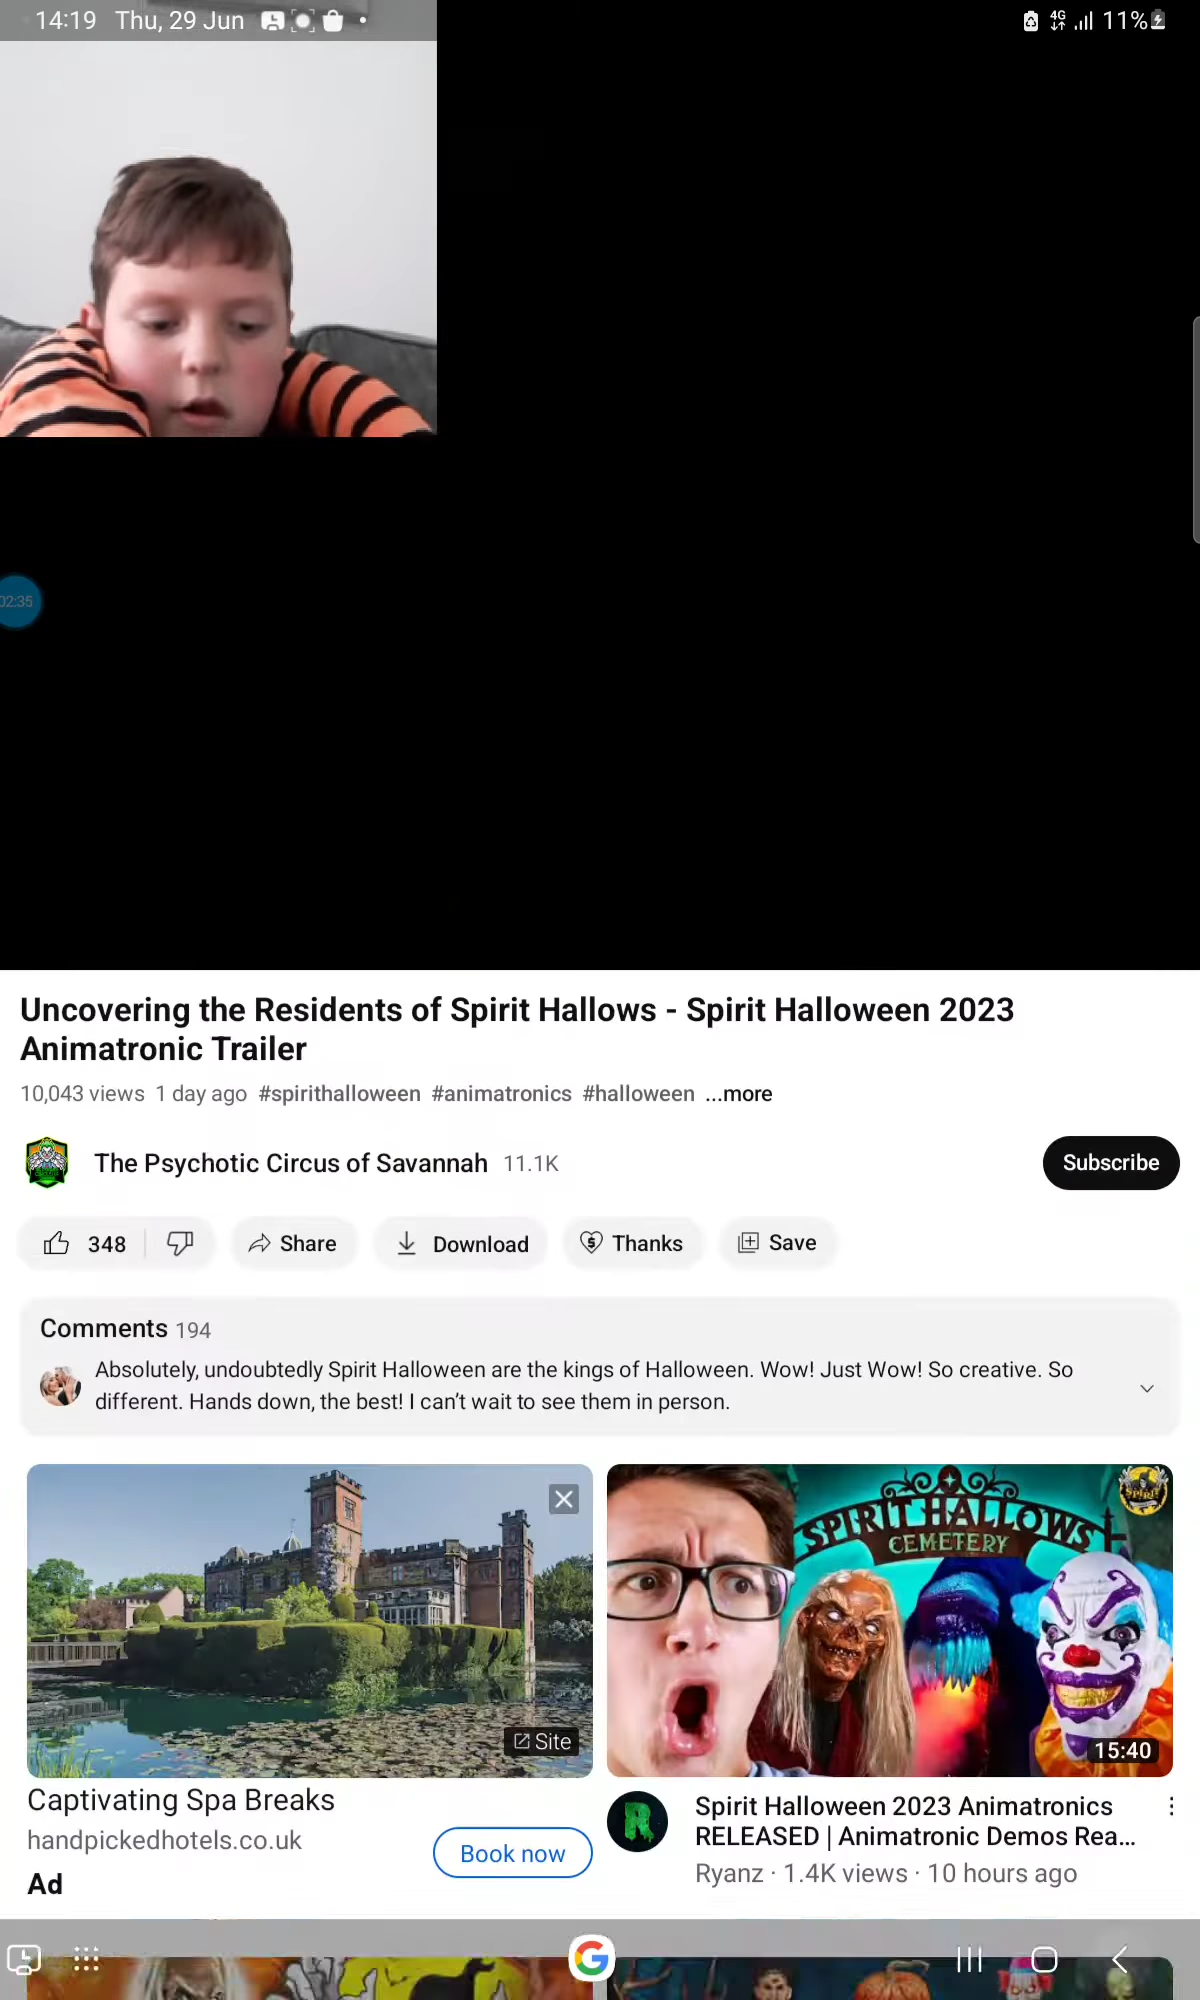 14:19 Thu, 29 Jun
4G 11%
02:35
Uncovering the Residents of Spirit Hallows - Spirit Halloween 2023
Animatronic Trailer
10,043 views 1 day ago #spirithalloween #animatronics #halloween ...more
The Psychotic Circus of Savannah 11.1K
Subscribe
348
Share
Download
Thanks
Save
Comments 194
Absolutely, undoubtedly Spirit Halloween are the kings of Halloween. Wow! Just Wow! So creative. So
different. Hands down, the best! I can’t wait to see them in person.
Site
Captivating Spa Breaks
handpickedhotels.co.uk
Ad
Book now
SPIRIT HALLOWS
CEMETERY
SPIRIT
15:40
R
Spirit Halloween 2023 Animatronics
RELEASED | Animatronic Demos Rea...
Ryanz · 1.4K views · 10 hours ago
G